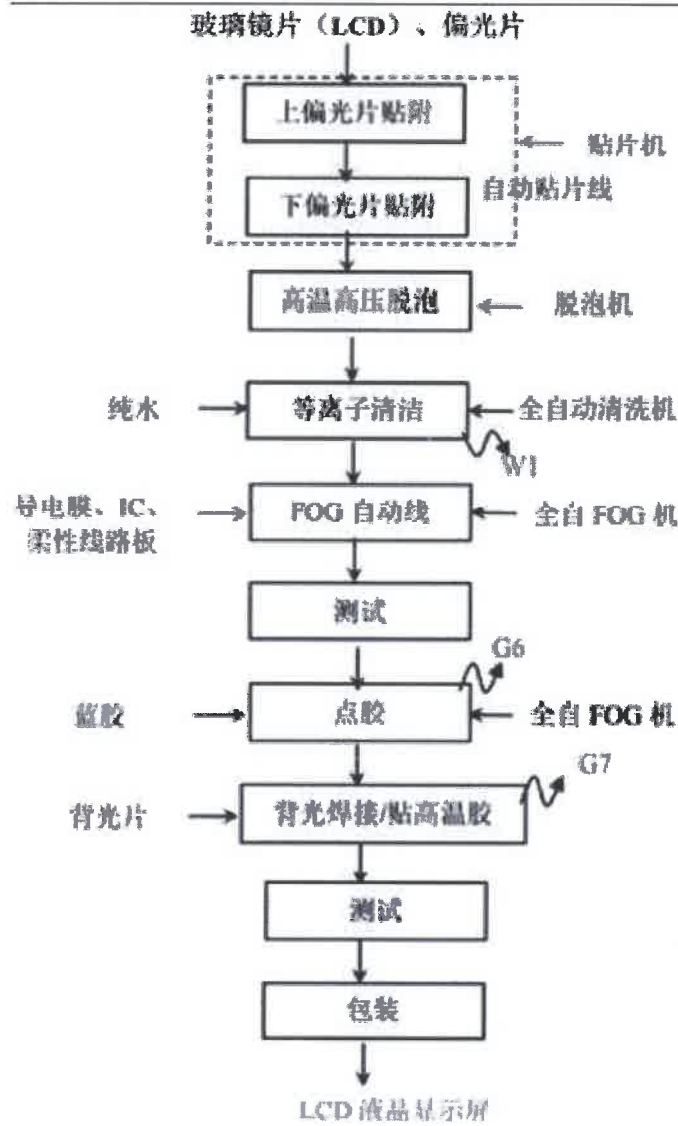 玻璃镜片（LCD）、偏光片
上偏光片贴附
贴片机
自动贴片线
下偏光片贴附
高温高压脱泡
脱泡机
纯水
等离子清洁
全自动清洗机
W1
导电膜、IC、
柔性线路板
FOG 自动线
全自 FOG 机
测试
G6
蓝胶
点胶
全自 FOG 机
G7
背光片
背光焊接/贴高温胶
测试
包装
LCD 液晶显示屏